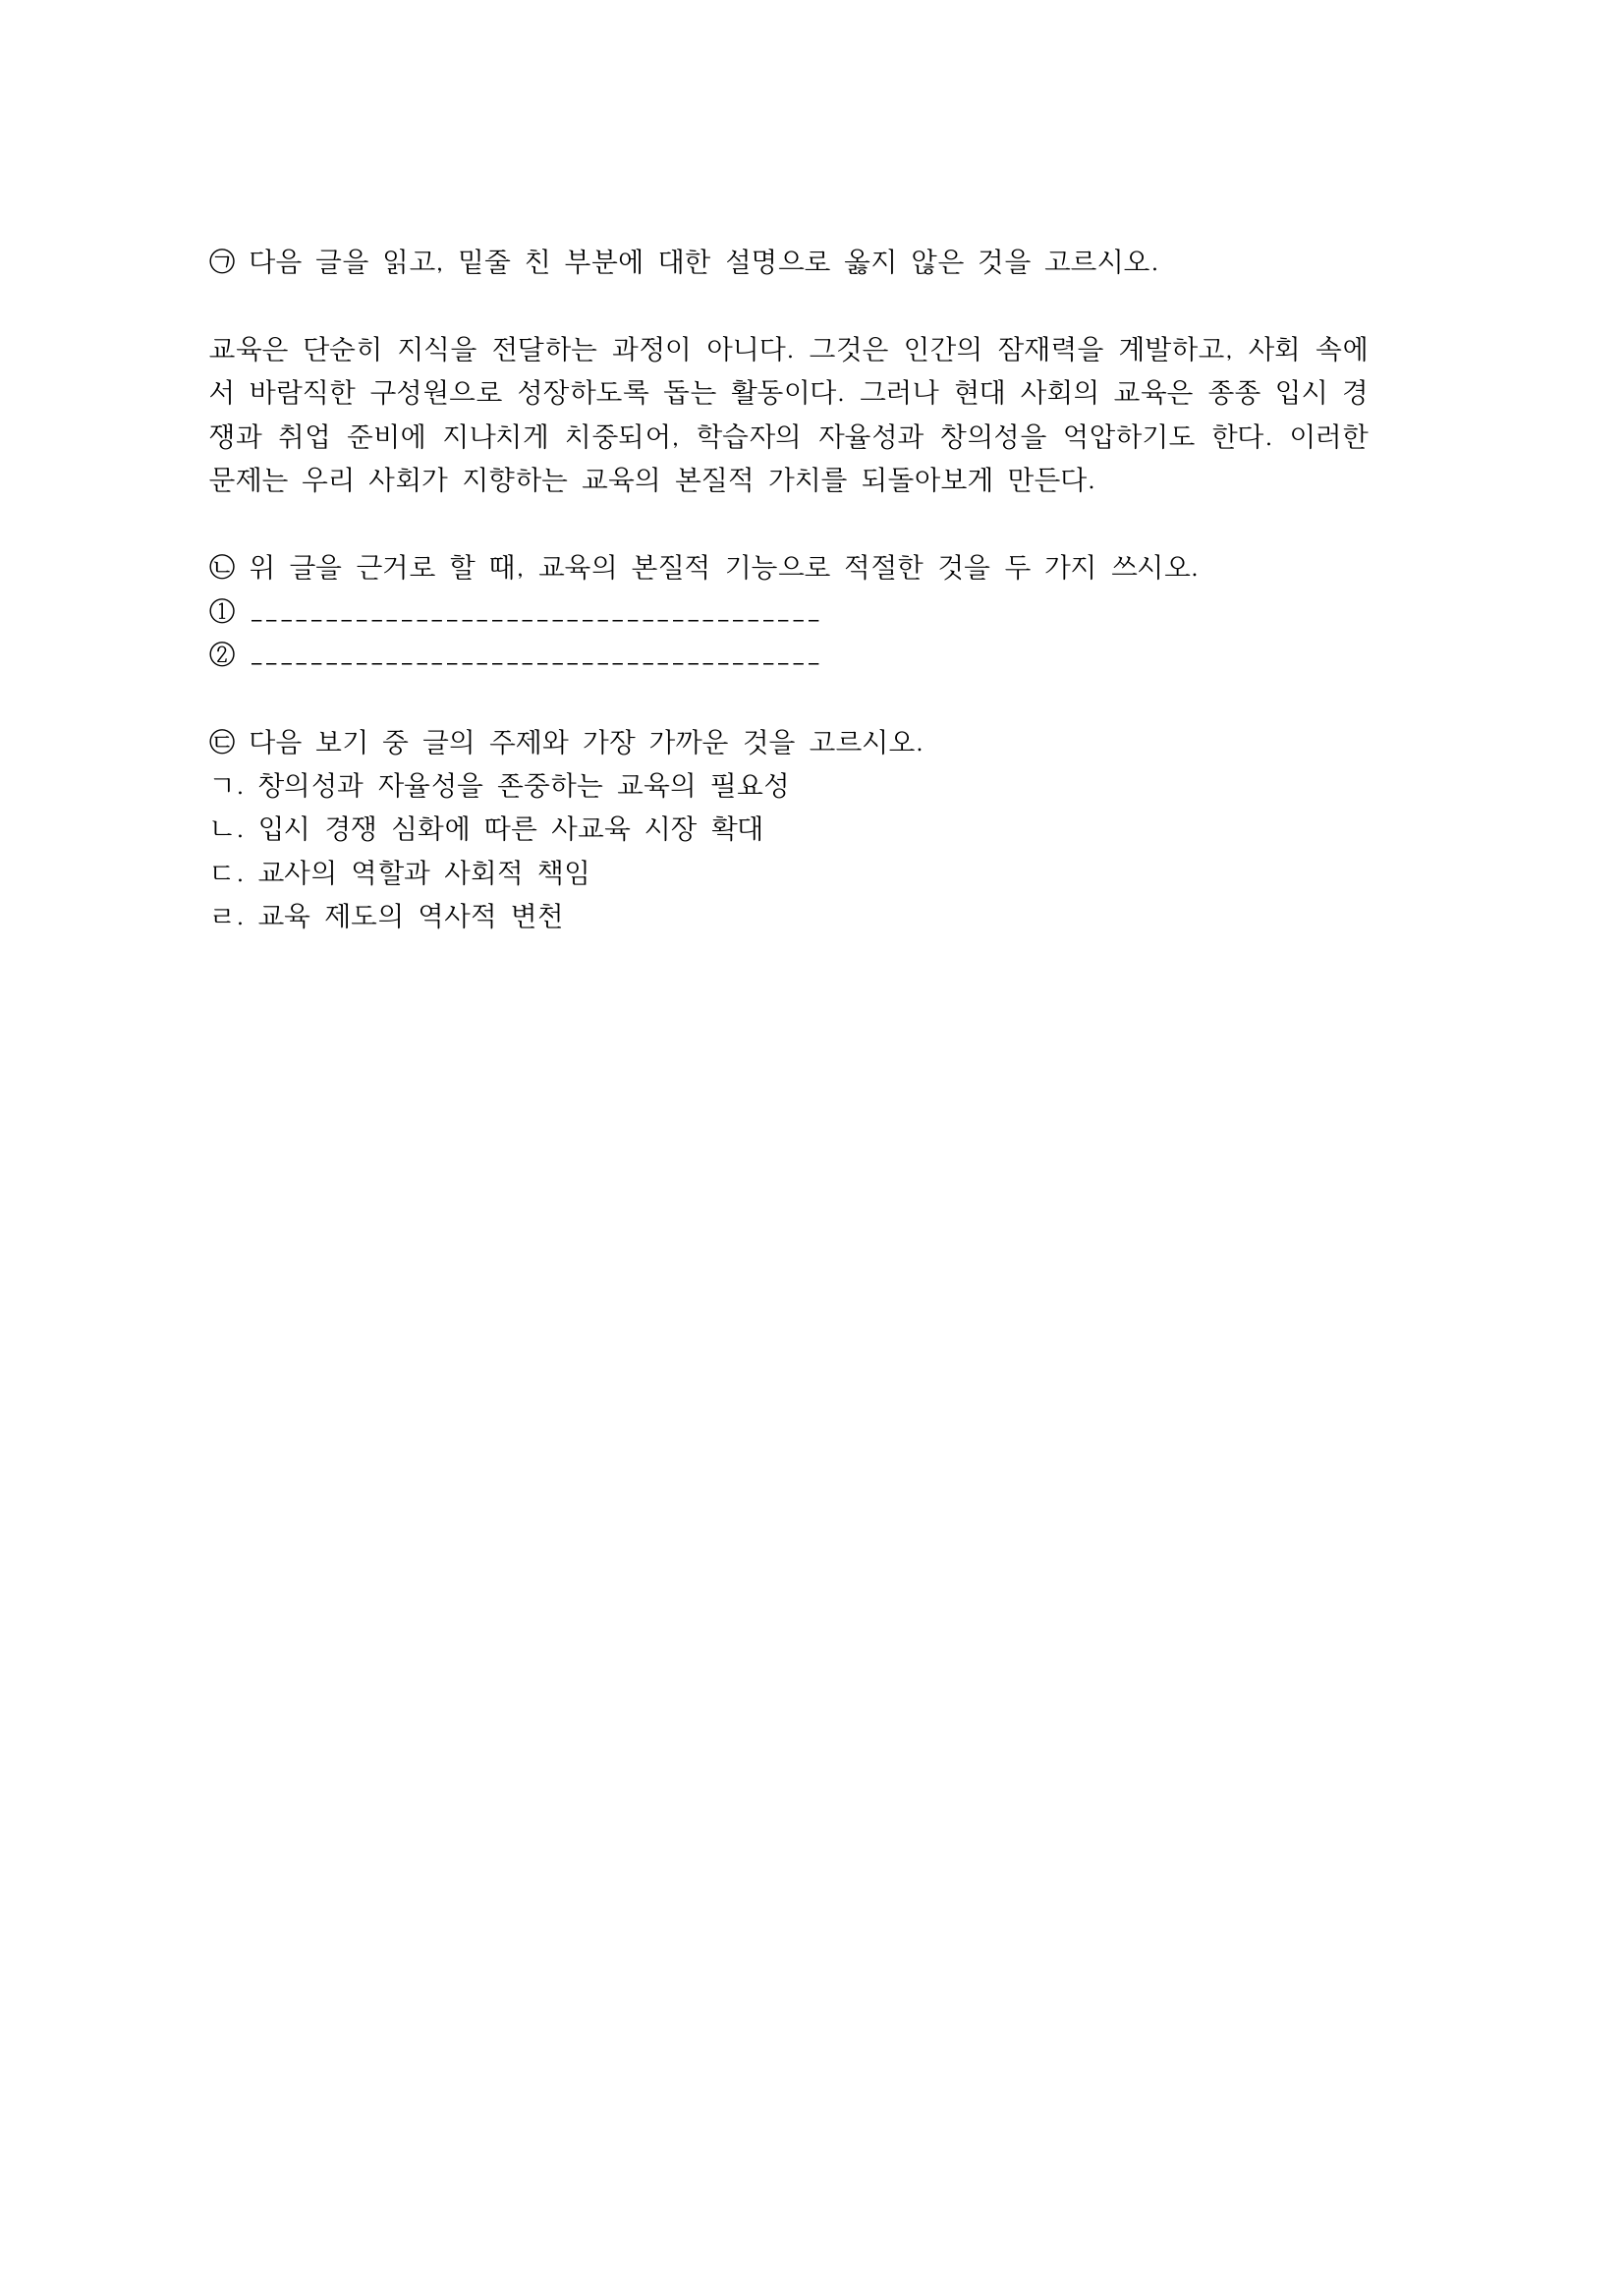 ㉠ 다음 글을 읽고, 밑줄 친 부분에 대한 설명으로 옳지 않은 것을 고르시오.
교육은 단순히 지식을 전달하는 과정이 아니다. 그것은 인간의 잠재력을 계발하고, 사회 속에
서 바람직한 구성원으로 성장하도록 돕는 활동이다. 그러나 현대 사회의 교육은 종종 입시 경
쟁과 취업 준비에 지나치게 치중되어, 학습자의 자율성과 창의성을 억압하기도 한다. 이러한
문제는 우리 사회가 지향하는 교육의 본질적 가치를 되돌아보게 만든다.
㉡ 위 글을 근거로 할 때, 교육의 본질적 기능으로 적절한 것을 두 가지 쓰시오.
① ______________________________________
② ______________________________________
㉢ 다음 보기 중 글의 주제와 가장 가까운 것을 고르시오.
ㄱ. 창의성과 자율성을 존중하는 교육의 필요성
ㄴ. 입시 경쟁 심화에 따른 사교육 시장 확대
ㄷ. 교사의 역할과 사회적 책임
ㄹ. 교육 제도의 역사적 변천